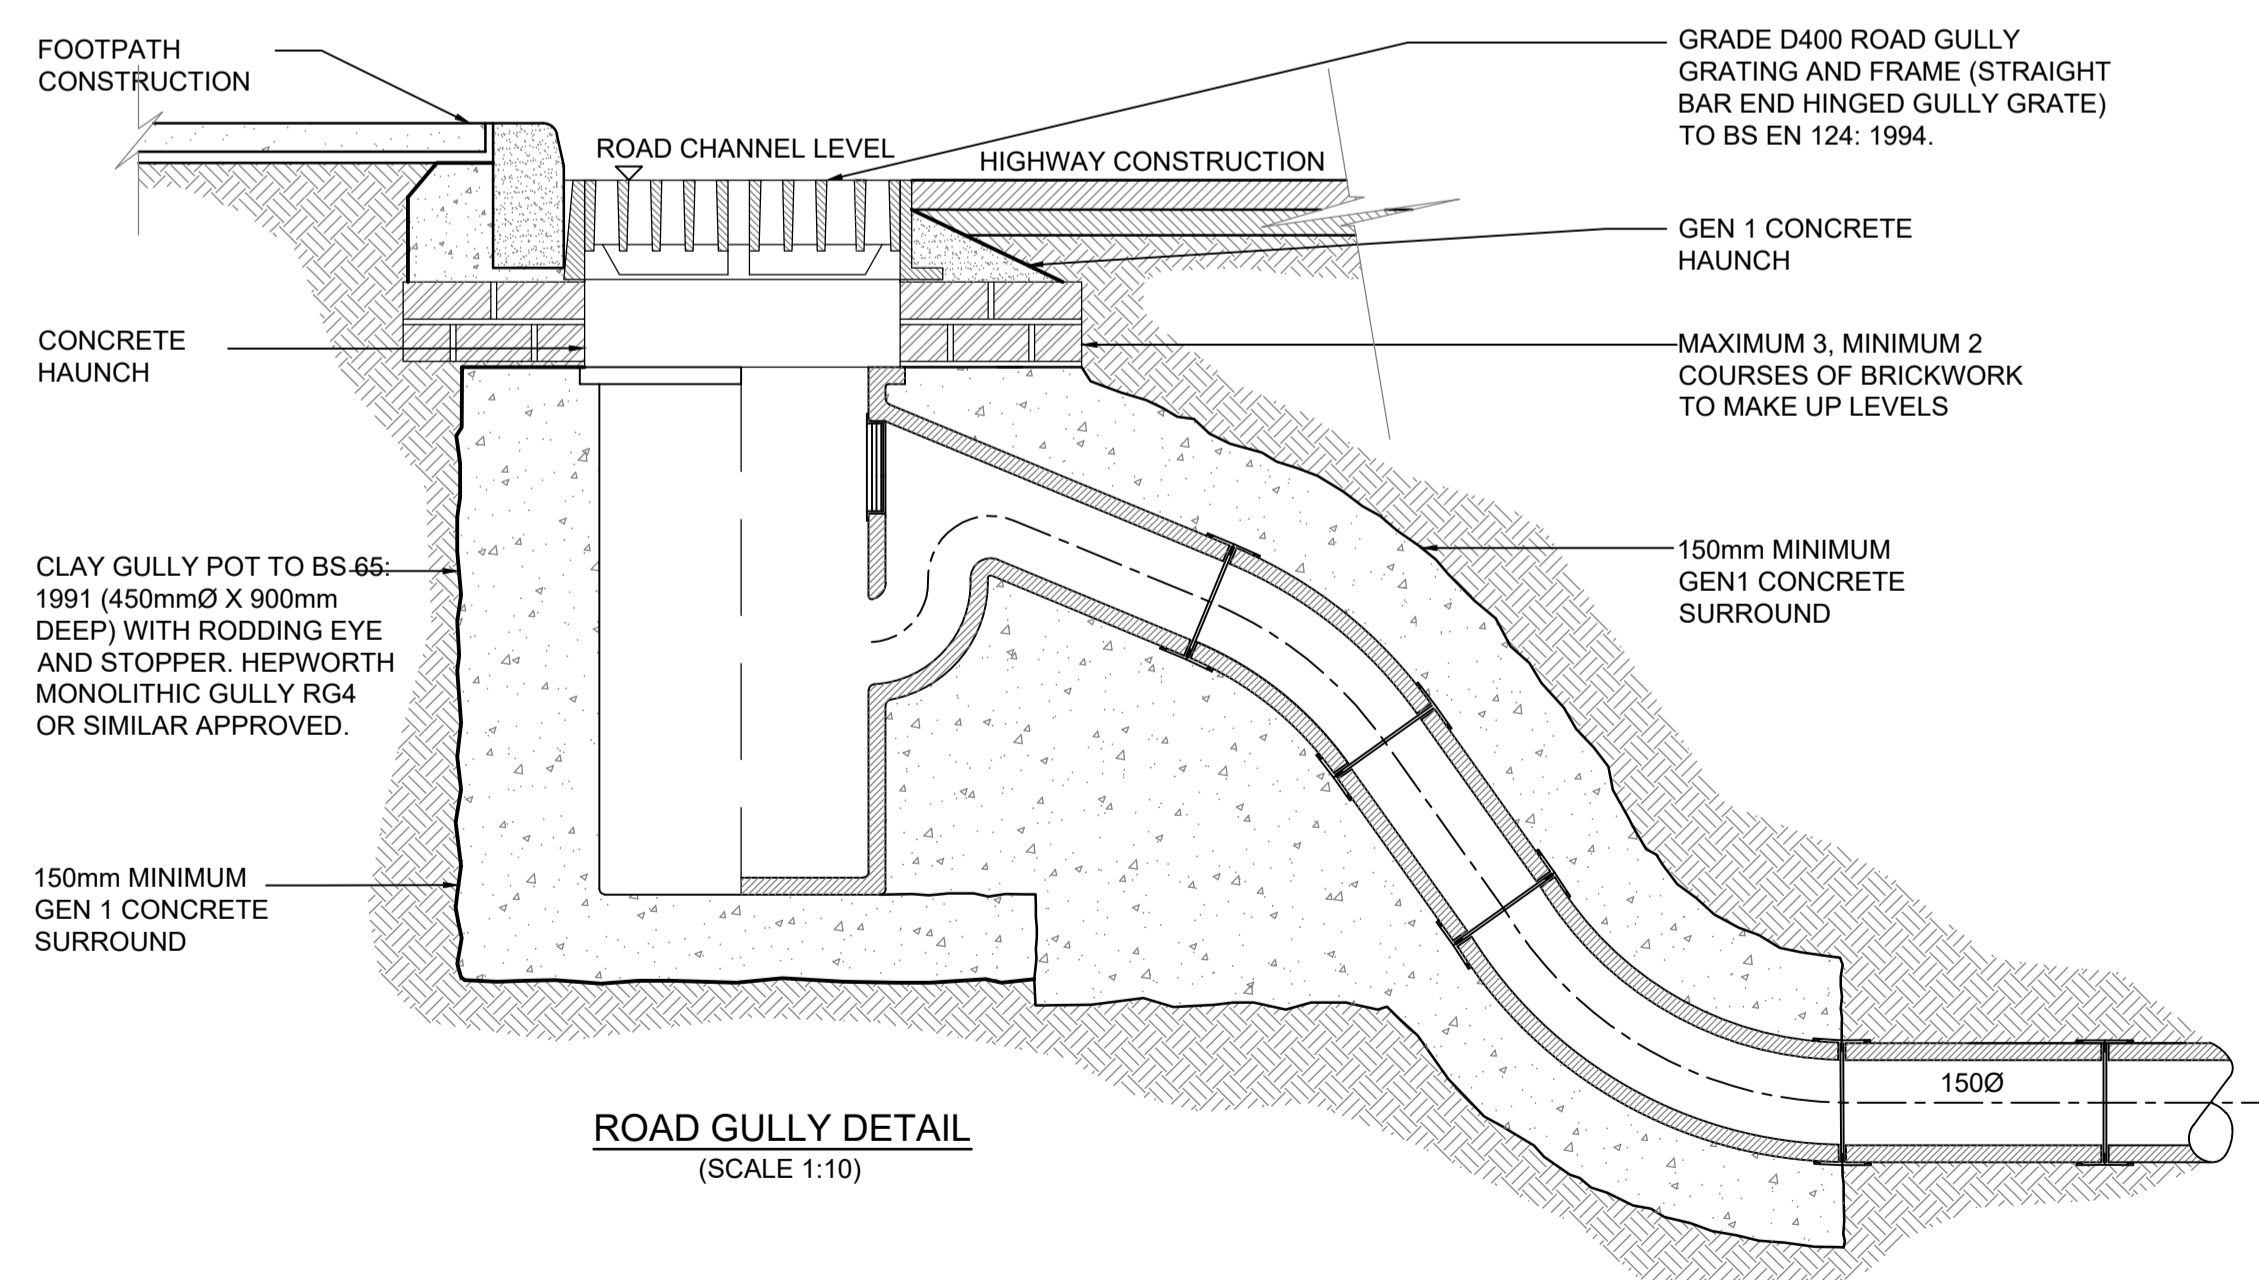 FOOTPATH
CONSTRUCTION
ROAD CHANNEL LEVEL
HIGHWAY CONSTRUCTION
GRADE D400 ROAD GULLY
GRATING AND FRAME (STRAIGHT
BAR END HINGED GULLY GRATE)
TO BS EN 124: 1994.
GEN 1 CONCRETE
HAUNCH
CONCRETE
HAUNCH
MAXIMUM 3, MINIMUM 2
COURSES OF BRICKWORK
TO MAKE UP LEVELS
CLAY GULLY POT TO BS 65:
1991 (450mmØ X 900mm
DEEP) WITH RODDING EYE
AND STOPPER. HEPWORTH
MONOLITHIC GULLY RG4
OR SIMILAR APPROVED.
150mm MINIMUM
GEN1 CONCRETE
SURROUND
150mm MINIMUM
GEN 1 CONCRETE
SURROUND
150Ø
ROAD GULLY DETAIL
(SCALE 1:10)